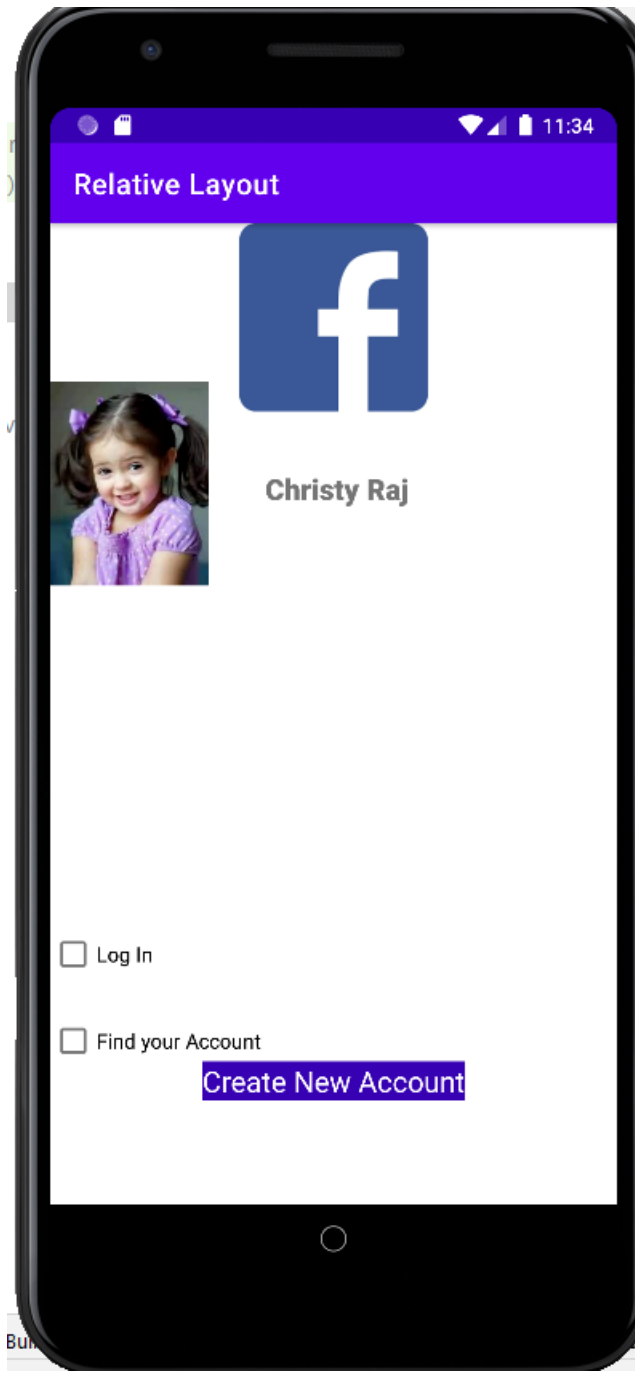 11:34
Relative Layout
f
Christy Raj
Log In
Find your Account
Create New Account